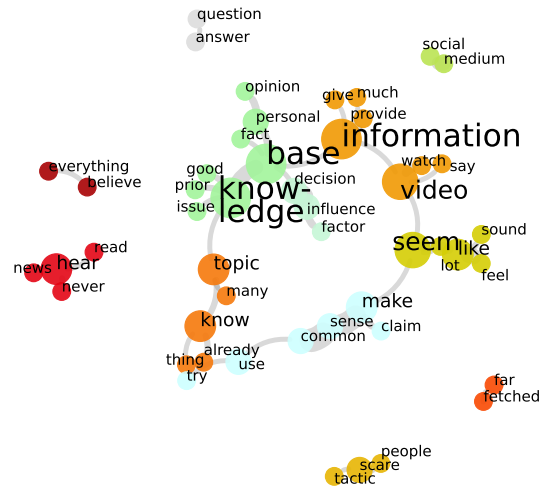 question
answer
social
medium
opinion
give much
personal
provide
fact
information
base
watch say
everything
believe
good
decision
prior
know-
ledge
video
issue
influence
factor
sound
seem
like
lot
feel
read
news hear
never
topic
many
make
know
sense
claim
common
already
thing
use
try
far
fetched
people
scare
tactic